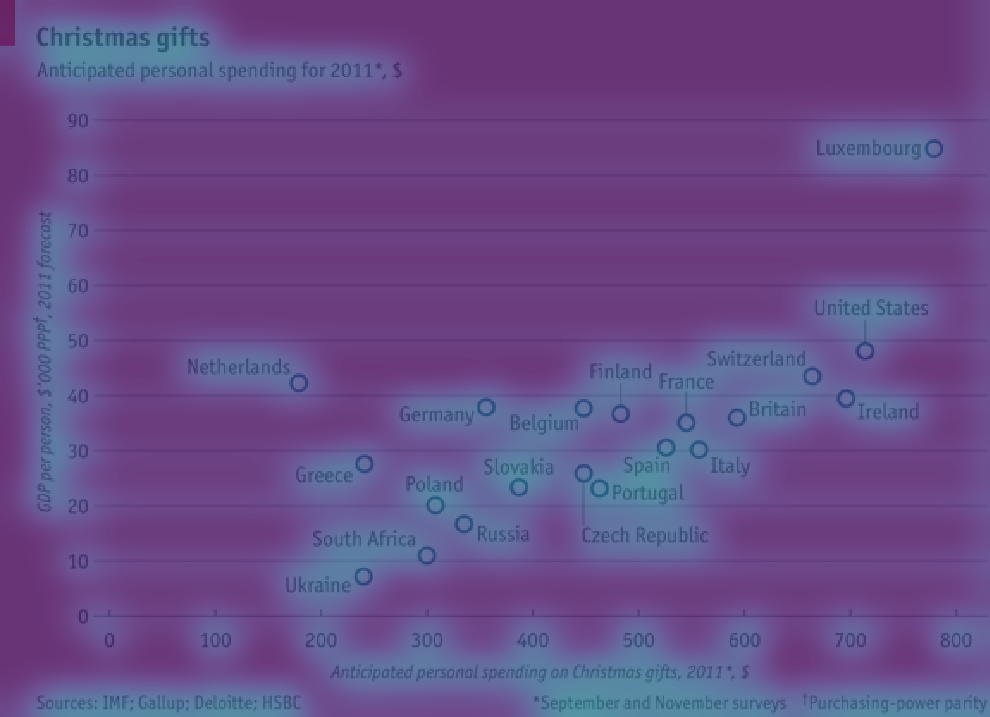 Christmas gifts
Anticipated personal spending for 2011*, $
90
Luxembourg
80
70
60
United States
50
Switzerland
Netherlands
Finland
France
40
Germany
Belgium
Britain
Ireland
30
Slovakia
Spain
Italy
Greece
Poland
Portugal
20
Russia
Czech Republic
South Africa
10
Ukraine
0
GDP per person, $'000 PPP†, 2011 forecast
0 100 200 300 400 500 600 700 800
Anticipated personal spending on Christmas gifts, 2011*, $
Sources: IMF; Gallup; Deloitte; HSBC
*September and November surveys †Purchasing-power parity